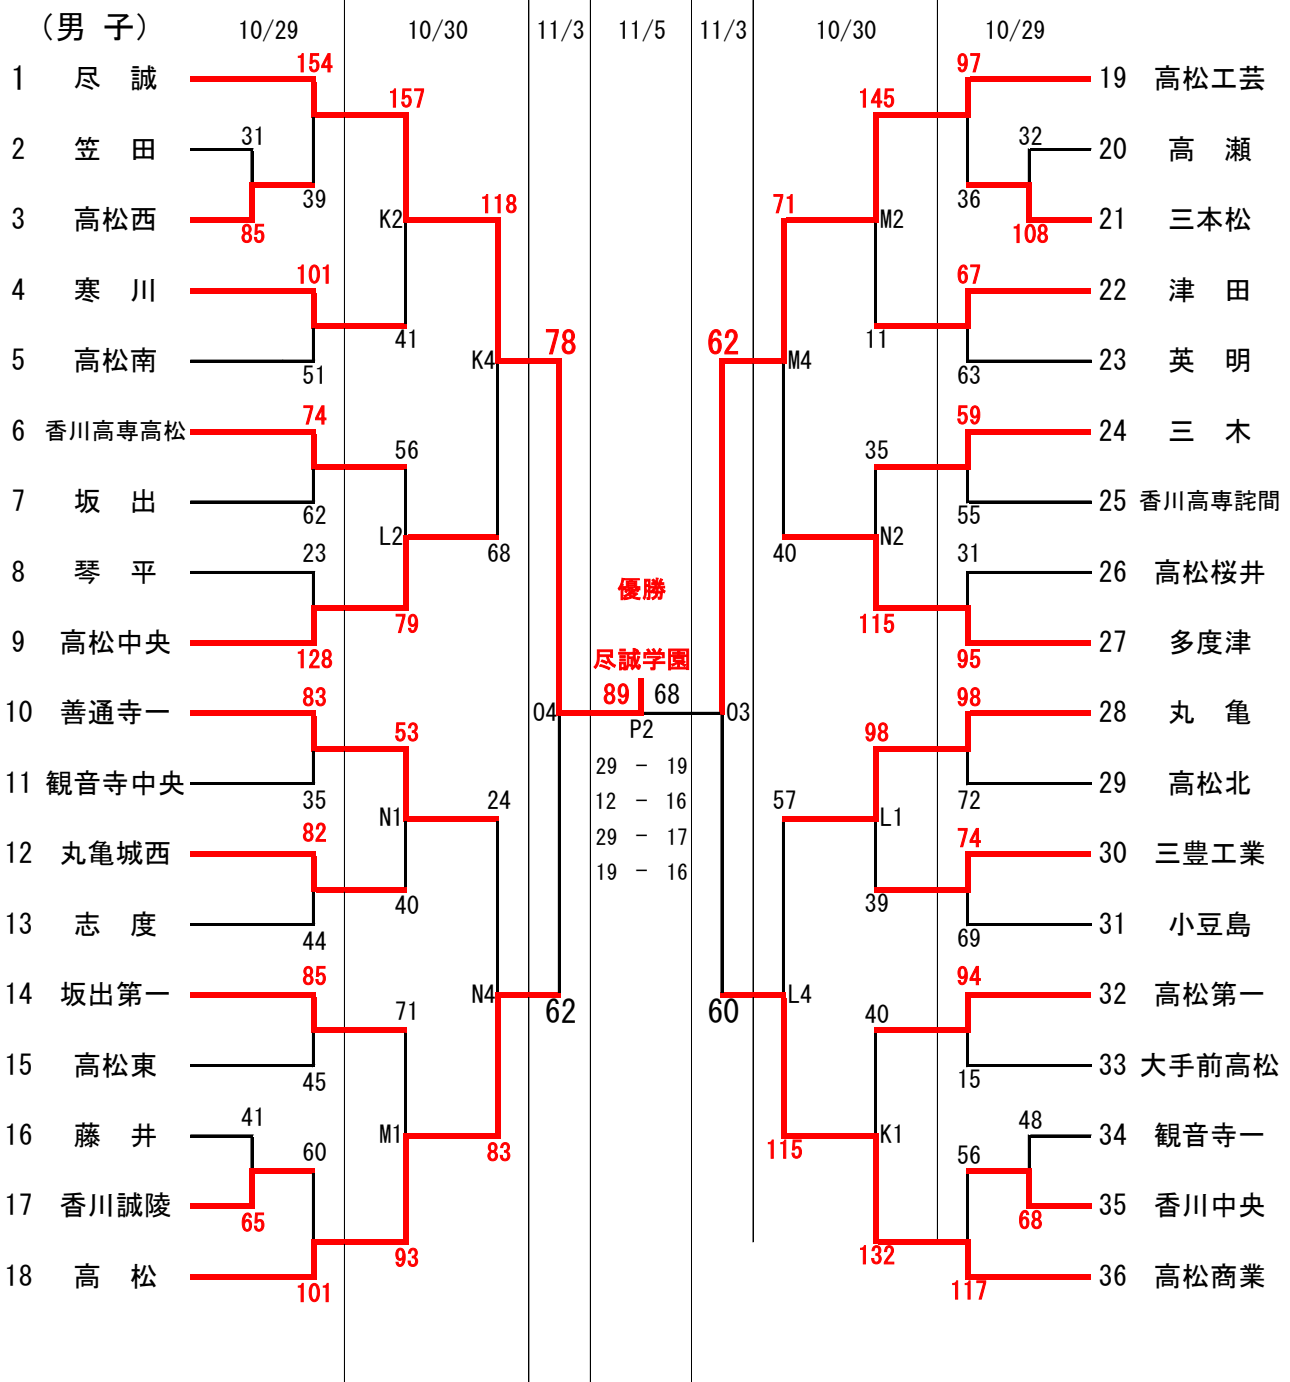 (男 子) 10/29 10/30 11/3 11/5 11/3 10/30 10/29
154 97
1 尽 誠 19 高松工芸
157 145
31 32
2 笠 田 20 高 瀬
39 36
3 高松西 K2 118 71 M2 21 三本松
85 108
101 67
4 寒 川 22 津 田
41 78 62 11
5 高松南 K4 M4 23 英 明
51 63
74 59
6 香川高専高松 24 三 木
56 35
7 坂 出 25 香川高専詫間
62 55
L2 N2
23 68 40 31
8 琴 平 26 高松桜井
優勝
79 115
9 高松中央 27 多度津
128 尽誠学園 95
83 89 68 98
10 善通寺一 04 03 28 丸 亀
53 P2 98
29 － 19
11 観音寺中央 29 高松北
35 24 12 － 16 57 72
N1 L1
82 29 － 17 74
12 丸亀城西 30 三豊工業
19 － 16
40 39
13 志 度 31 小豆島
44 69
85 94
14 坂出第一 N4 L4 32 高松第一
71 62 60 40
15 高松東 33 大手前高松
45 15
41 48
16 藤 井 M1 K1 34 観音寺一
60 83 115 56
17 香川誠陵 35 香川中央
65 68
93 132
18 高 松 36 高松商業
101 117